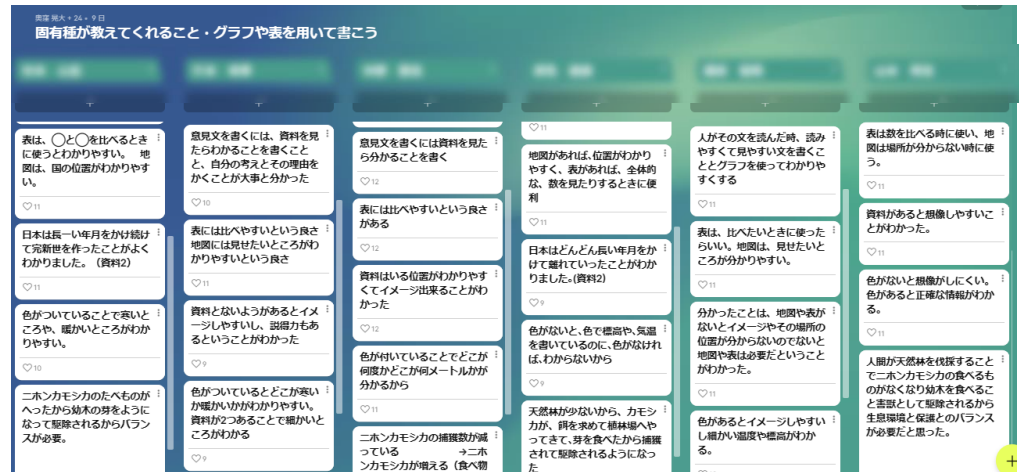 固有種が教えてくれること・グラフや表を用いて書こう
表は、◯と◯を比べるとき
に使うとわかりやすい。 地
図は、国の位置がわかりやす
い。
11
日本は長ーい年月をかけ続け
て完新世を作ったことがよく
わかりました。（資料2）
11
色がついていることで寒いと
ころや、暖かいところがわか
りやすい。
10
ニホンカモシカのたべものが
へったから幼木の芽をように
なって駆除されるからバラン
スが必要。
意見文を書くには、資料を見
たらわかることを書くこと
と、自分の考えとその理由を
かくことが大事と分かった
10
表には比べやすいという良さ
地図には見せたいところがわ
かりやすいという良さ
11
資料とないようがあるとイメ
ージしやすいし、説得力もあ
るということがわかった
9
色がついているとどこが寒い
か暖かいかがわかりやすい。
資料が2つあることで細かいと
ころがわかる
9
意見文を書くには資料を見た
ら分かることを書く
12
表には比べやすいという良さ
がある
12
資料はいる位置がわかりやす
くてイメージ出来ることがわ
かった
12
色が付いていることでどこが
何度かどこが何メートルかが
分かるから
11
ニホンカモシカの捕獲数が減
っている →ニホ
ンカモシカが増える（食べ物
11
地図があれば、位置がわかり
やすく、表があれば、全体的
な、数を見たりするときに便
利
11
日本はどんどん長い年月をか
けて離れていったことがわか
りました。(資料2)
9
色がないと、色で標高や、気温
を書いているのに、色がなけれ
ば、わからないから
9
天然林が少ないから、カモシ
カが、餌を求めて植林場へや
ってきて、芽を食べたから捕獲
されて駆除されるようになっ
た
人がその文を読んだ時、読み
やすくて見やすい文を書くこ
ととグラフを使ってわかりや
すくする
11
表は、比べたいときに使った
らいい。地図は、見せたいと
ころが分かりやすい。
11
分かったことは、地図や表が
ないとイメージやその場所の
位置が分からないのでないと
地図や表は必要だということ
がわかった。
11
色があるとイメージしやすい
し細かい温度や標高がわか
る。
表は数を比べる時に使い、地
図は場所が分からない時に使
う。
11
資料があると想像しやすいこ
とがわかった。
11
色がないと想像がしにくい。
色があると正確な情報がわか
る。
11
人間が天然林を伐採すること
でニホンカモシカの食べるも
のがなくなり幼木を食べるこ
と害獣として駆除されるから
生息環境と保護とのバランス
が必要だと思った。